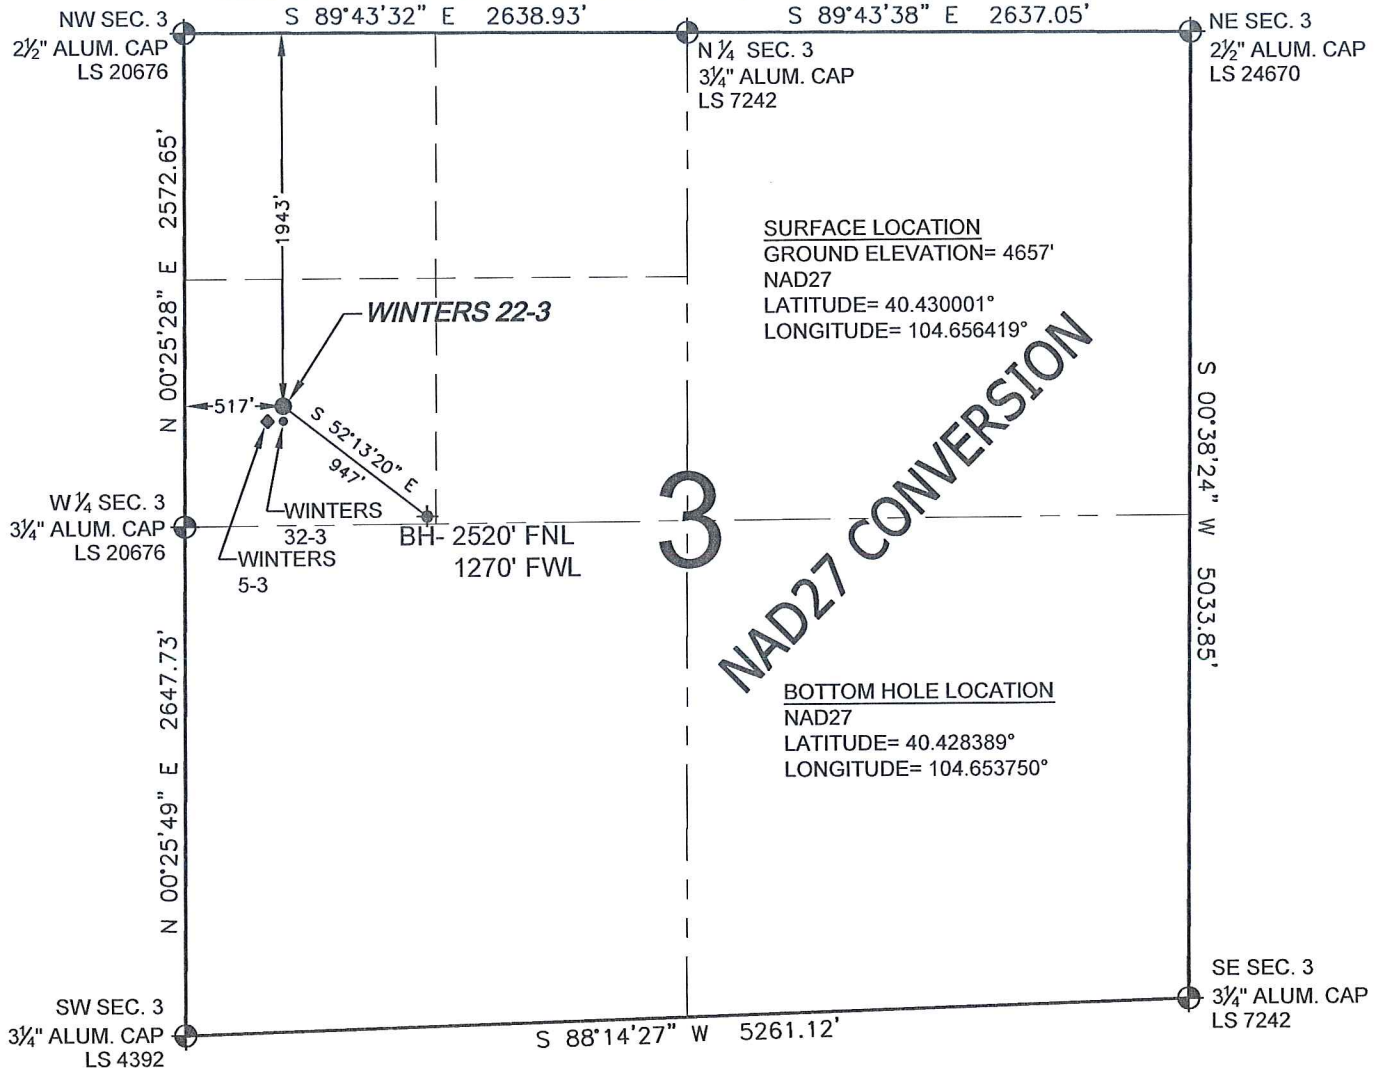 S 89°43'32" E 2638.93'
S 89°43'38" E 2637.05'
NW SEC. 3
2½" ALUM. CAP
LS 20676
N ¼ SEC. 3
3¼" ALUM. CAP
LS 7242
NE SEC. 3
2½" ALUM. CAP
LS 24670
N 00°25'28" E 2572.65'
1943'
SURFACE LOCATION
GROUND ELEVATION= 4657'
NAD27
LATITUDE= 40.430001°
LONGITUDE= 104.656419°
WINTERS 22-3
517'
S 52°13'20" E
947'
S 00°38'24" W 5033.85'
W ¼ SEC. 3
3¼" ALUM. CAP
LS 20676
WINTERS
32-3
WINTERS
5-3
BH- 2520' FNL
1270' FWL
3
NAD27 CONVERSION
N 00°25'49" E 2647.73'
BOTTOM HOLE LOCATION
NAD27
LATITUDE= 40.428389°
LONGITUDE= 104.653750°
SW SEC. 3
3¼" ALUM. CAP
LS 4392
S 88°14'27" W 5261.12'
SE SEC. 3
3¼" ALUM. CAP
LS 7242